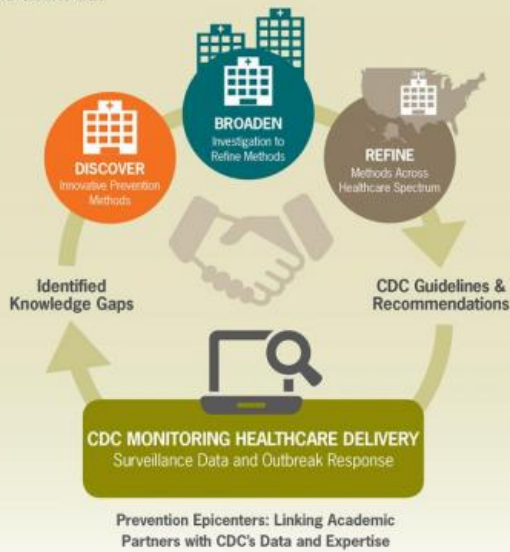 DISCOVER
Innovative Prevention
Methods
BROADEN
Investigation to
Refine Methods
REFINE
Methods Across
Healthcare Spectrum
Identified
Knowledge Gaps
CDC Guidelines &
Recommendations
CDC MONITORING HEALTHCARE DELIVERY
Surveillance Data and Outbreak Response
Prevention Epicenters: Linking Academic
Partners with CDC's Data and Expertise